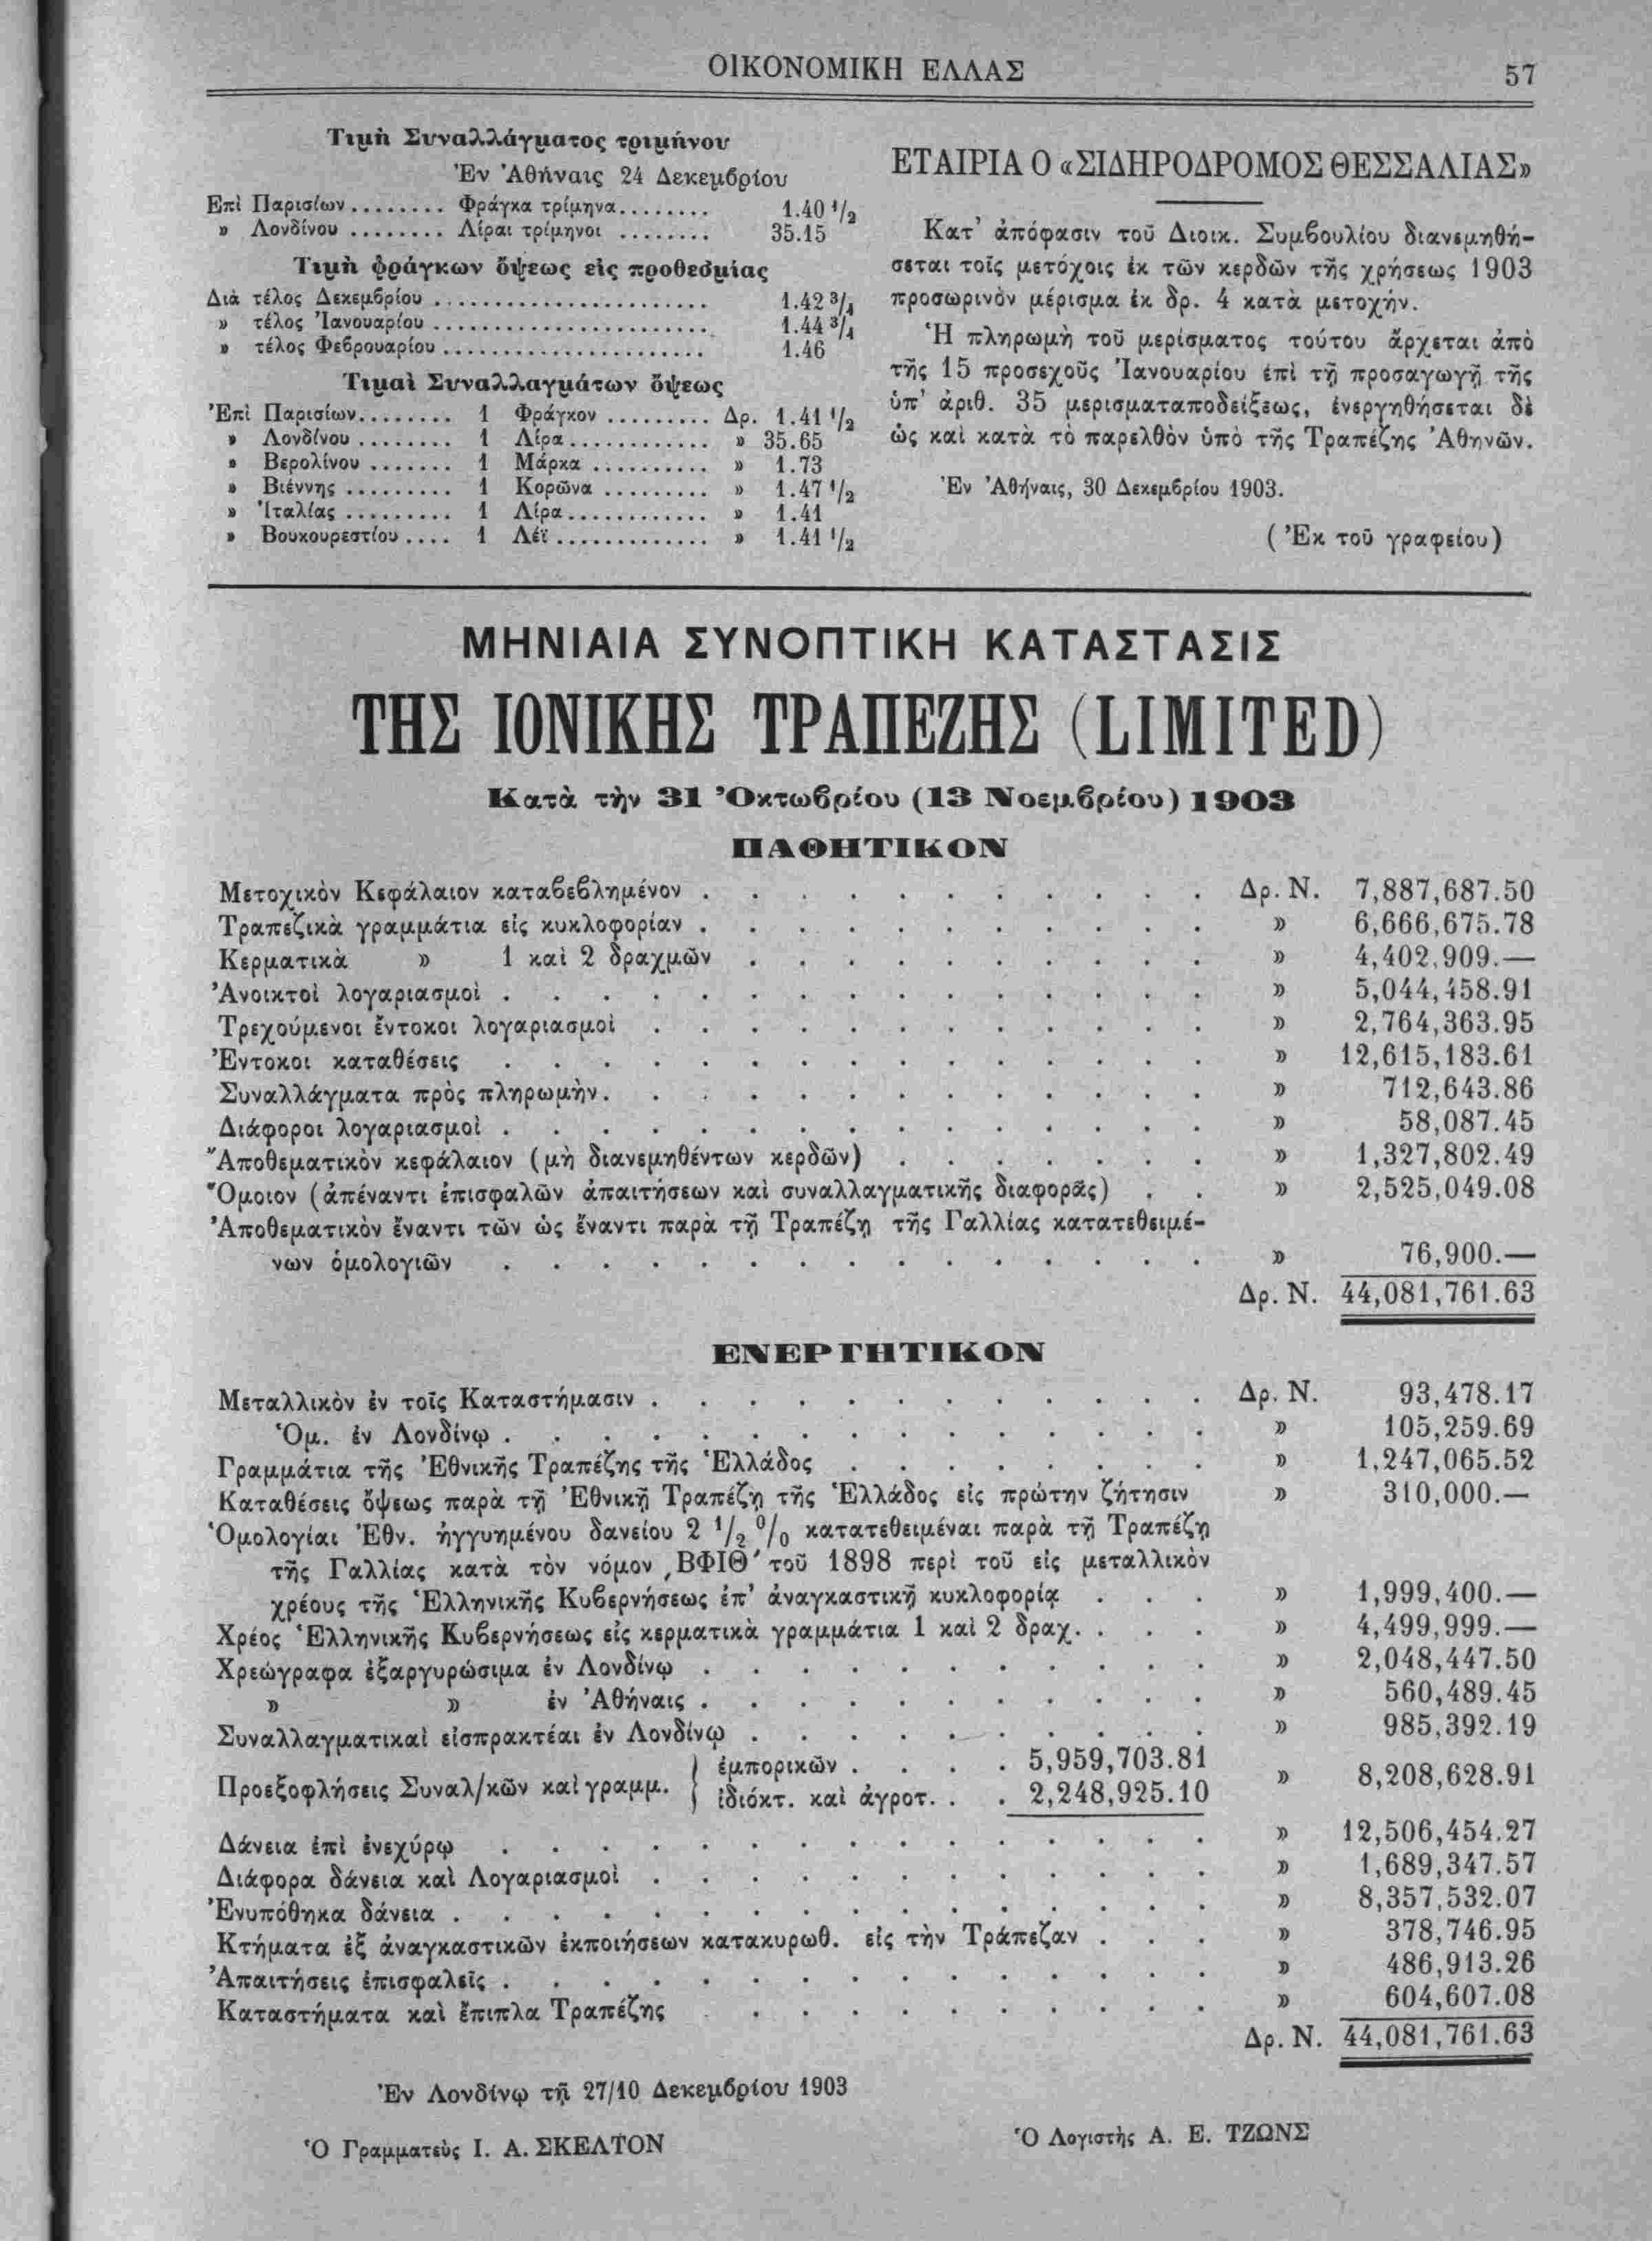 ΟΙΚΟΝΟΜΙΚΗ ΕΛΛΑΣ 57
Τιμὴ Συναλλάγματος τριμήνου
Ἐν Ἀθήναις 24 Δεκεμβρίου
Επὶ Παρισίων ........ Φράγκα τρίμηνα ........ 1.40 1/2
» Λονδίνου ........ Λίραι τρίμηνοι ........ 35.15
Τιμὴ φράγκων ὄψεως εἰς προθεσμίας
Διὰ τέλος Δεκεμβρίου ........ 1.42 3/4
» τέλος Ἰανουαρίου ........ 1.44 3/4
» τέλος Φεβρουαρίου ........ 1.46
Τιμαὶ Συναλλαγμάτων ὄψεως
Ἐπὶ Παρισίων ........ 1 Φράγκον ........ Δρ. 1.41 1/2
» Λονδίνου ........ 1 Λίρα ........ » 35.65
» Βερολίνου ....... 1 Μάρκα ........ » 1.73
» Βιέννης ........ 1 Κορῶνα ........ » 1.47 1/2
» Ἰταλίας ........ 1 Λίρα ........ » 1.41
» Βουκουρεστίου .... 1 Λέϊ ........ » 1.41 1/2
ΕΤΑΙΡΙΑ Ο «ΣΙΔΗΡΟΔΡΟΜΟΣ ΘΕΣΣΑΛΙΑΣ»
Κατ' ἀπόφασιν τοῦ Διοικ. Συμβουλίου διανεμηθή-
σεται τοῖς μετόχοις ἐκ τῶν κερδῶν τῆς χρήσεως 1903
προσωρινὸν μέρισμα ἐκ δρ. 4 κατὰ μετοχήν.
Ἡ πληρωμὴ τοῦ μερίσματος τούτου ἄρχεται ἀπὸ
τῆς 15 προσεχοῦς Ἰανουαρίου ἐπὶ τῇ προσαγωγῇ τῆς
ὑπ' ἀριθ. 35 μερισματαποδείξεως, ἐνεργηθήσεται δὲ
ὡς καὶ κατὰ τὸ παρελθὸν ὑπὸ τῆς Τραπέζης Ἀθηνῶν.
Ἐν Ἀθήναις, 30 Δεκεμβρίου 1903.
(Ἐκ τοῦ γραφείου)
ΜΗΝΙΑΙΑ ΣΥΝΟΠΤΙΚΗ ΚΑΤΑΣΤΑΣΙΣ
ΤΗΣ ΙΟΝΙΚΗΣ ΤΡΑΠΕΖΗΣ (LIMITED)
Κατὰ τὴν 31 Ὀκτωβρίου (13 Νοεμβρίου) 1903
ΠΑΘΗΤΙΚΟΝ
Μετοχικὸν Κεφάλαιον καταβεβλημένον . . . Δρ. Ν. 7,887,687.50
Τραπεζικὰ γραμμάτια εἰς κυκλοφορίαν . . . » 6,666,675.78
Κερματικὰ » 1 καὶ 2 δραχμῶν . . . » 4,402,909.—
Ἀνοικτοὶ λογαριασμοὶ . . . » 5,044,458.91
Τρεχούμενοι ἔντοκοι λογαριασμοὶ . . . » 2,764,363.95
Ἔντοκοι καταθέσεις . . . » 12,615,183.61
Συναλλάγματα πρὸς πληρωμὴν . . . » 712,643.86
Διάφοροι λογαριασμοὶ . . . » 58,087.45
Ἀποθεματικὸν κεφάλαιον (μὴ διανεμηθέντων κερδῶν) . . . » 1,327,802.49
Ὅμοιον (ἀπέναντι ἐπισφαλῶν ἀπαιτήσεων καὶ συναλλαγματικῆς διαφορᾶς) . . » 2,525,049.08
Ἀποθεματικὸν ἔναντι τῶν ὡς ἔναντι παρὰ τῇ Τραπέζῃ τῆς Γαλλίας κατατεθειμέ-
νων ὁμολογιῶν . . . » 76,900.—
Δρ. Ν. 44,081,761.63
ΕΝΕΡΓΗΤΙΚΟΝ
Μεταλλικὸν ἐν τοῖς Καταστήμασιν . . . Δρ. Ν. 93,478.17
Ὁμ. ἐν Λονδίνῳ . . . » 105,259.69
Γραμμάτια τῆς Ἐθνικῆς Τραπέζης τῆς Ἑλλάδος . . . » 1,247,065.52
Καταθέσεις ὄψεως παρὰ τῇ Ἐθνικῇ Τραπέζῃ τῆς Ἑλλάδος εἰς πρώτην ζήτησιν » 310,000.—
Ὁμολογίαι Ἐθν. ἠγγυημένου δανείου 2 1/2 0/0 κατατεθειμέναι παρὰ τῇ Τραπέζῃ
τῆς Γαλλίας κατὰ τὸν νόμον ͵ΒΦΙΘʹ τοῦ 1898 περὶ τοῦ εἰς μεταλλικὸν
χρέους τῆς Ἑλληνικῆς Κυβερνήσεως ἐπ' ἀναγκαστικῇ κυκλοφορίᾳ . . . » 1,999,400.—
Χρέος Ἑλληνικῆς Κυβερνήσεως εἰς κερματικὰ γραμμάτια 1 καὶ 2 δραχ. . . . » 4,499,999.—
Χρεώγραφα ἐξαργυρώσιμα ἐν Λονδίνῳ . . . » 2,048,447.50
» » ἐν Ἀθήναις . . . » 560,489.45
Συναλλαγματικαὶ εἰσπρακτέαι ἐν Λονδίνῳ . . . » 985,392.19
Προεξοφλήσεις Συναλ/κῶν καὶ γραμμ. } ἐμπορικῶν . . . . 5,959,703.81
ἰδιόκτ. καὶ ἀγροτ. . . 2,248,925.10 » 8,208,628.91
Δάνεια ἐπὶ ἐνεχύρῳ . . . » 12,506,454.27
Διάφορα δάνεια καὶ Λογαριασμοὶ . . . » 1,689,347.57
Ἐνυπόθηκα δάνεια . . . » 8,357,532.07
Κτήματα ἐξ ἀναγκαστικῶν ἐκποιήσεων κατακυρωθ. εἰς τὴν Τράπεζαν . . . » 378,746.95
Ἀπαιτήσεις ἐπισφαλεῖς . . . » 486,913.26
Καταστήματα καὶ ἔπιπλα Τραπέζης . . . » 604,607.08
Δρ. Ν. 44,081,761.63
Ἐν Λονδίνῳ τῇ 27/10 Δεκεμβρίου 1903
Ὁ Γραμματεὺς Ι. Α. ΣΚΕΛΤΟΝ
Ὁ Λογιστὴς Α. Ε. ΤΖΩΝΣ